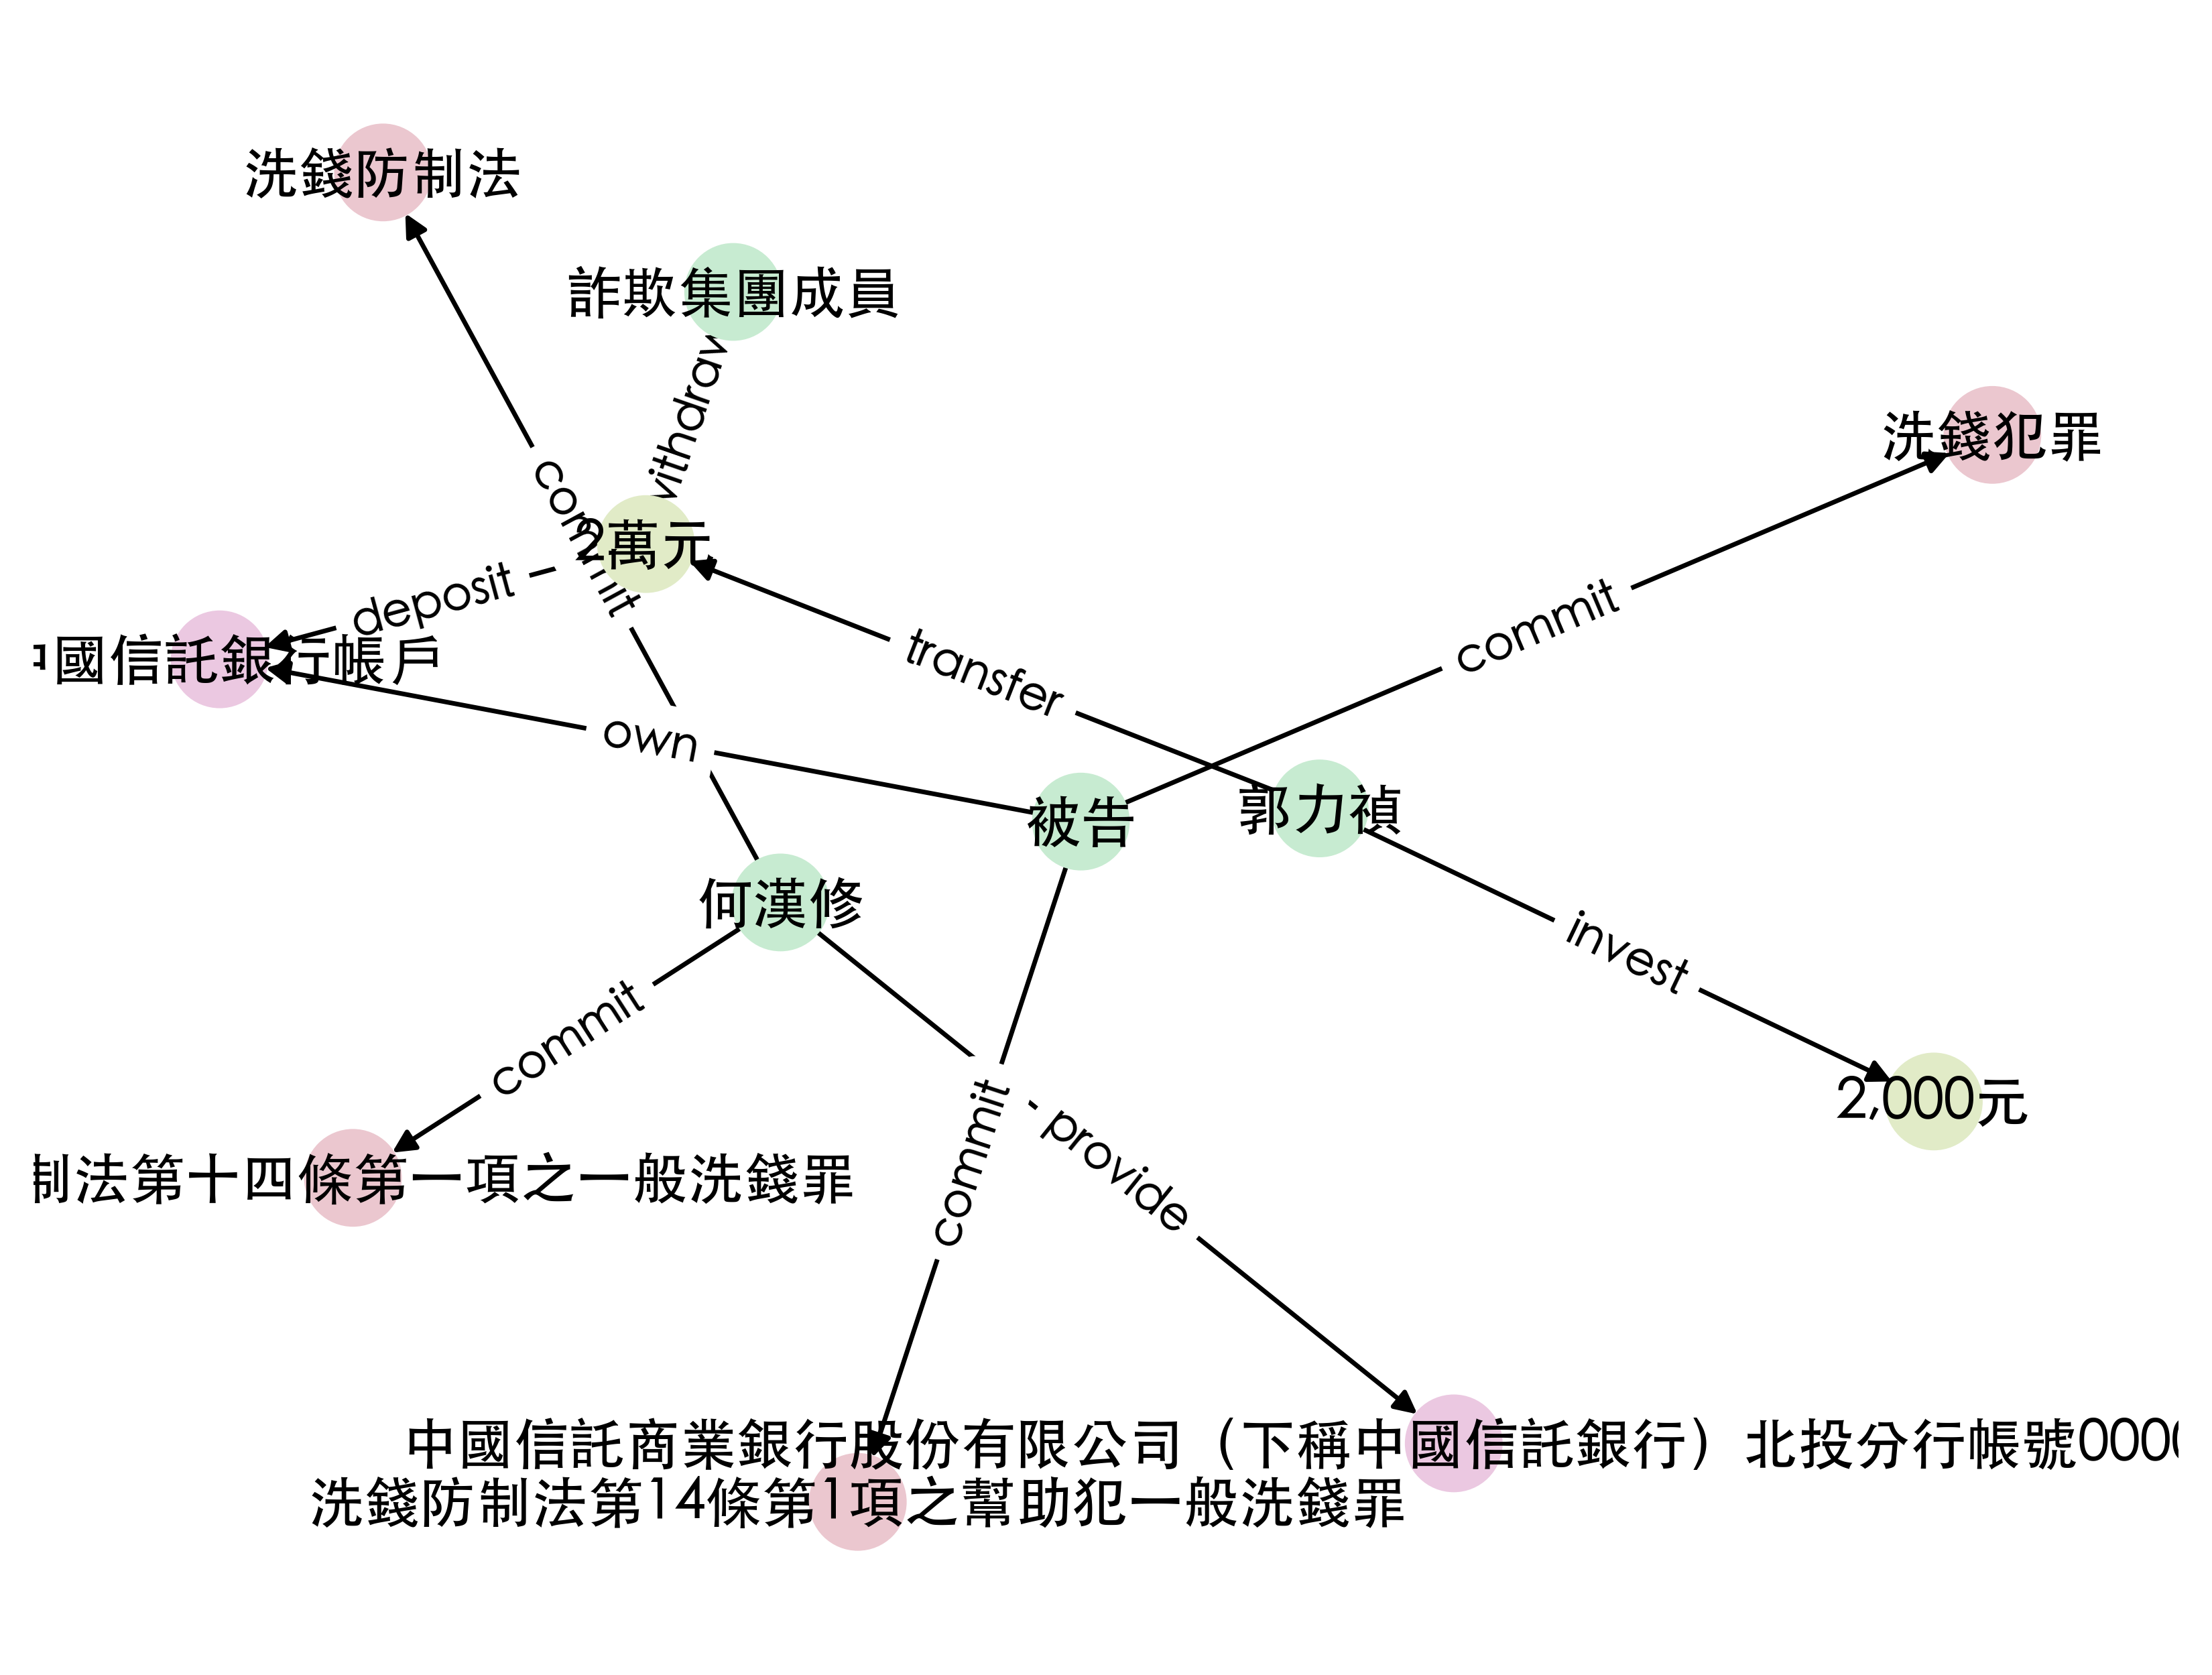 洗錢防制法
詐欺集團成員
withdraw
洗錢犯罪
commit
2萬元
deposit
commit
transfer
國信託銀行帳戶
own
被告
郭力禎
何漢修
invest
commit
commit
provide
2,000元
制法第十四條第一項之一般洗錢罪
中國信託商業銀行股份有限公司（下稱中國信託銀行）北投分行帳號000
洗錢防制法第14條第1項之幫助犯一般洗錢罪